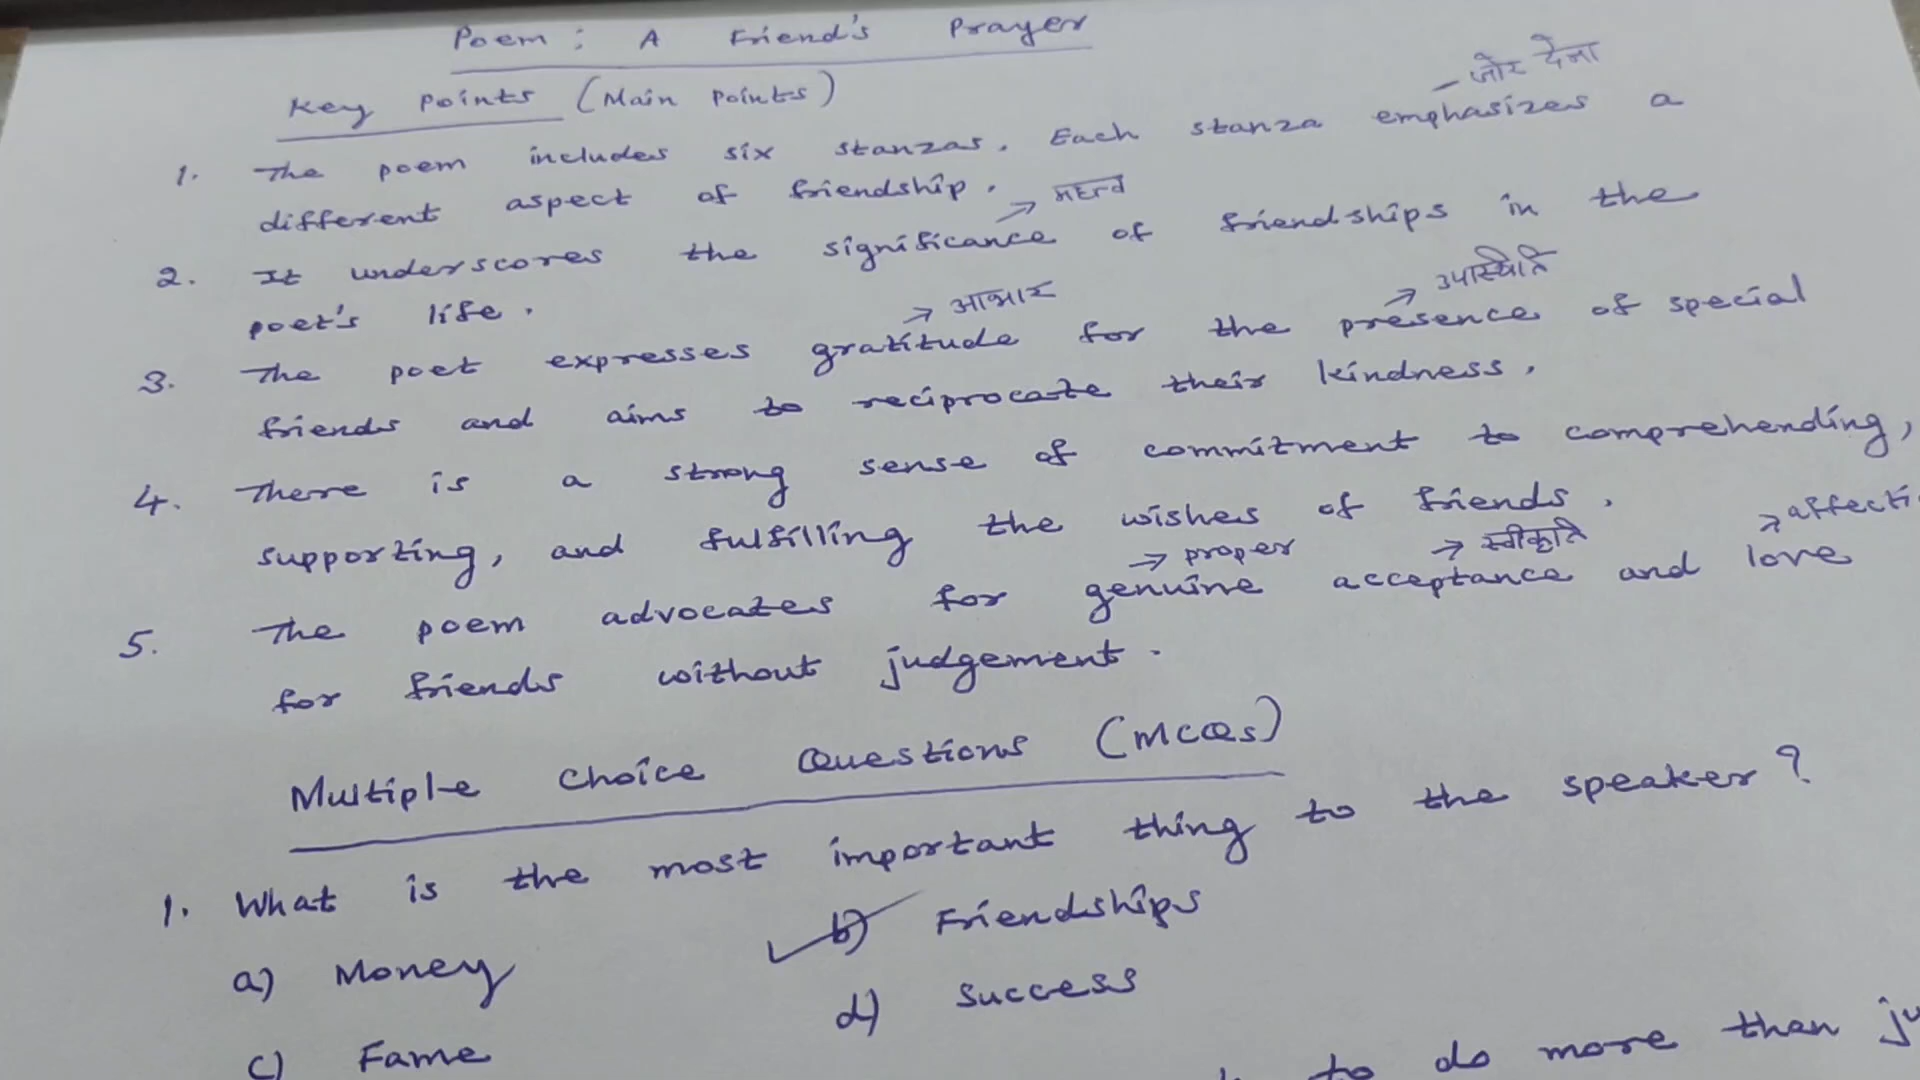 Poem : A Friend's Prayer
Key Points (Main Points)
- जोर देना
1. The poem includes six stanzas. Each stanza emphasizes a
different aspect of friendship.
→ महत्व
2. It underscores the significance of friendships in the
poet's life.
→ आभार → उपस्थिति
3. The poet expresses gratitude for the presence of special
friends and aims to reciprocate their kindness.
4. There is a strong sense of commitment to comprehending,
supporting, and fulfilling the wishes of friends.
→ proper → स्वीकृति → affecti
5. The poem advocates for genuine acceptance and love
for friends without judgement.
Multiple Choice Questions (MCQs)
1. What is the most important thing to the speaker?
a) Money b) Friendships
c) Fame d) Success
to do more than ju